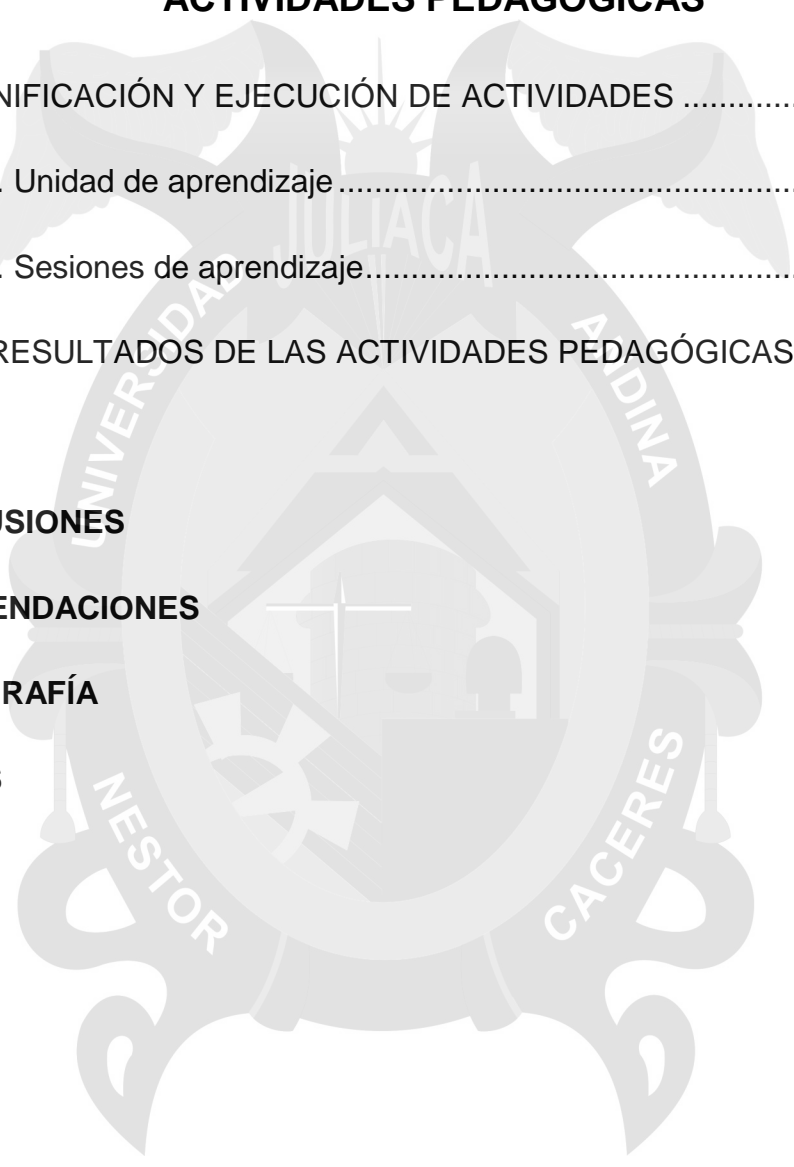 ACTIVIDADES PEDAGÓGICAS
NIFICACIÓN Y EJECUCIÓN DE ACTIVIDADES .............
. Unidad de aprendizaje...................................................
. Sesiones de aprendizaje................................................
RESULTADOS DE LAS ACTIVIDADES PEDAGÓGICAS
USIONES
ENDACIONES
RAFÍA
S
UNIVERSIDAD ANDINA
NESTOR CACERES
JULIACA